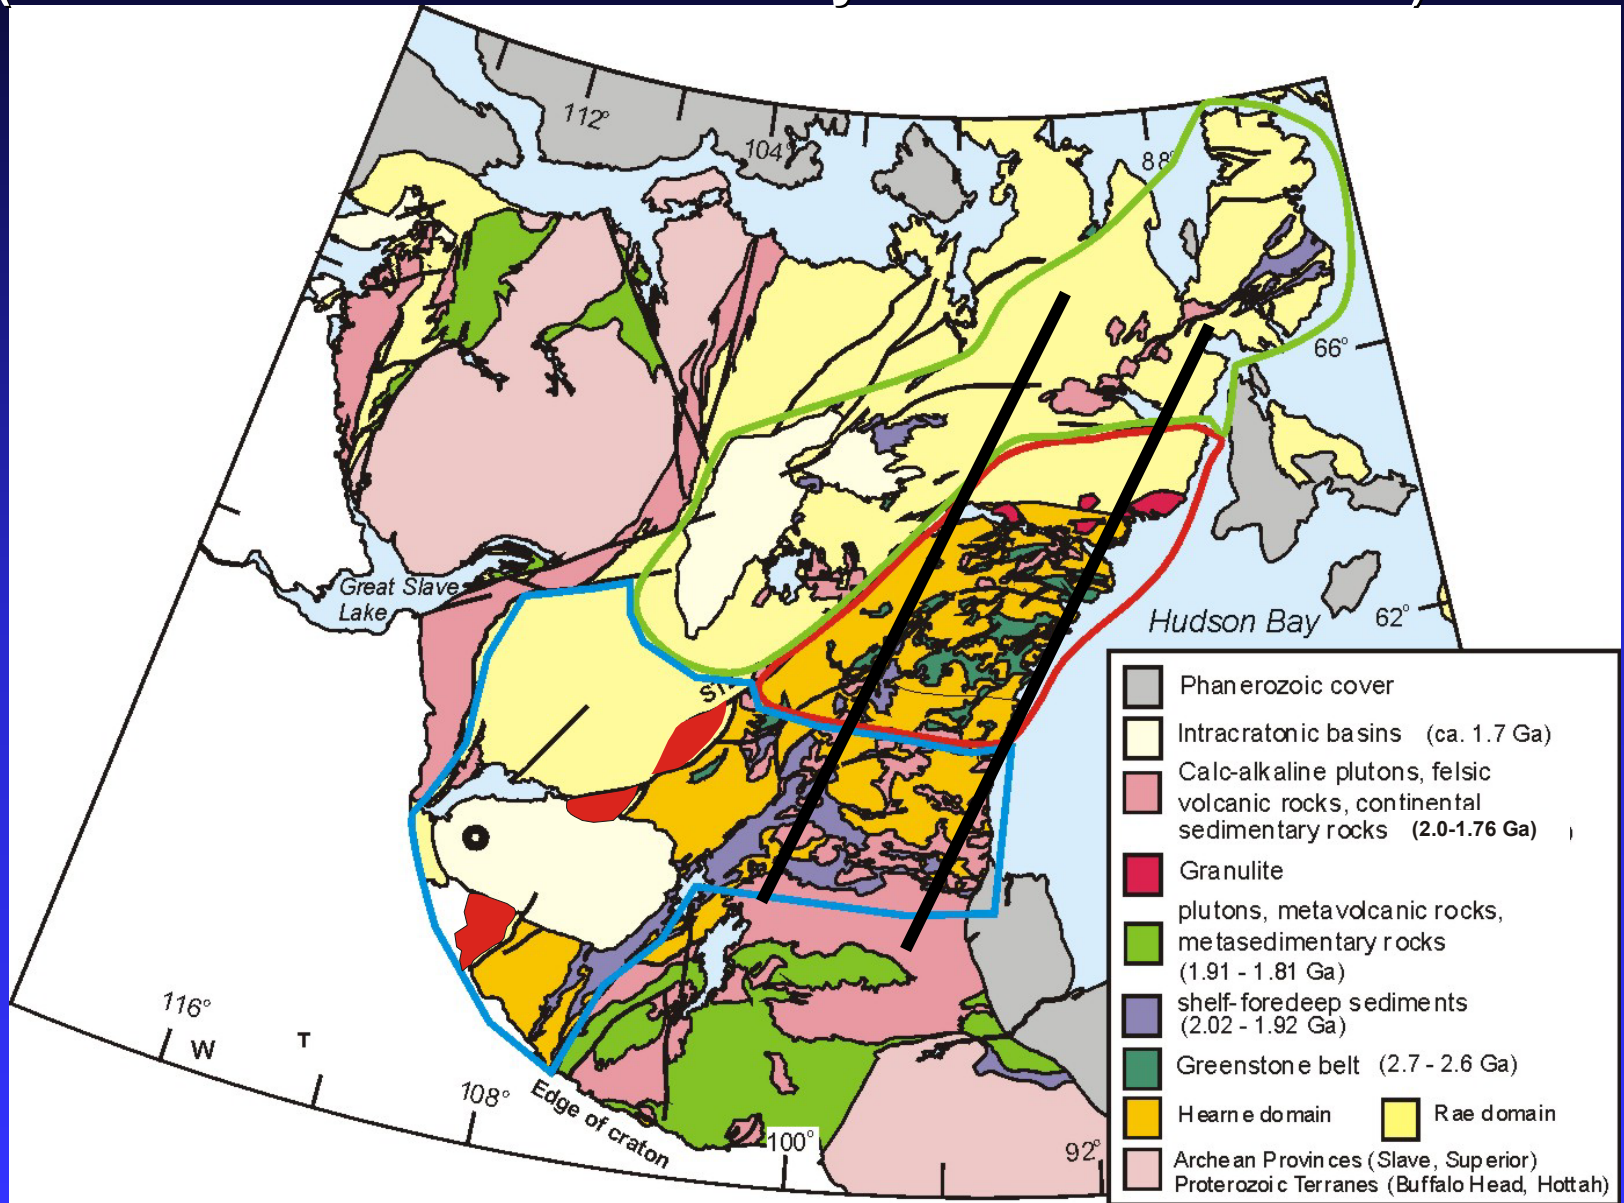 112°
104°
88°
66°
Great Slave
Lake
Hudson Bay
62°
Phanerozoic cover
Intracratonic basins (ca. 1.7 Ga)
Calc-alkaline plutons, felsic
volcanic rocks, continental
sedimentary rocks (2.0-1.76 Ga) )
Granulite
plutons, metavolcanic rocks,
metasedimentary rocks
(1.91 - 1.81 Ga)
shelf-foredeep sediments
(2.02 - 1.92 Ga)
Greenstone belt (2.7 - 2.6 Ga)
Hearne domain Rae domain
Archean Provinces (Slave, Superior)
Proterozoic Terranes (Buffalo Head, Hottah)
116°
W T
108°
Edge of craton
100°
92°